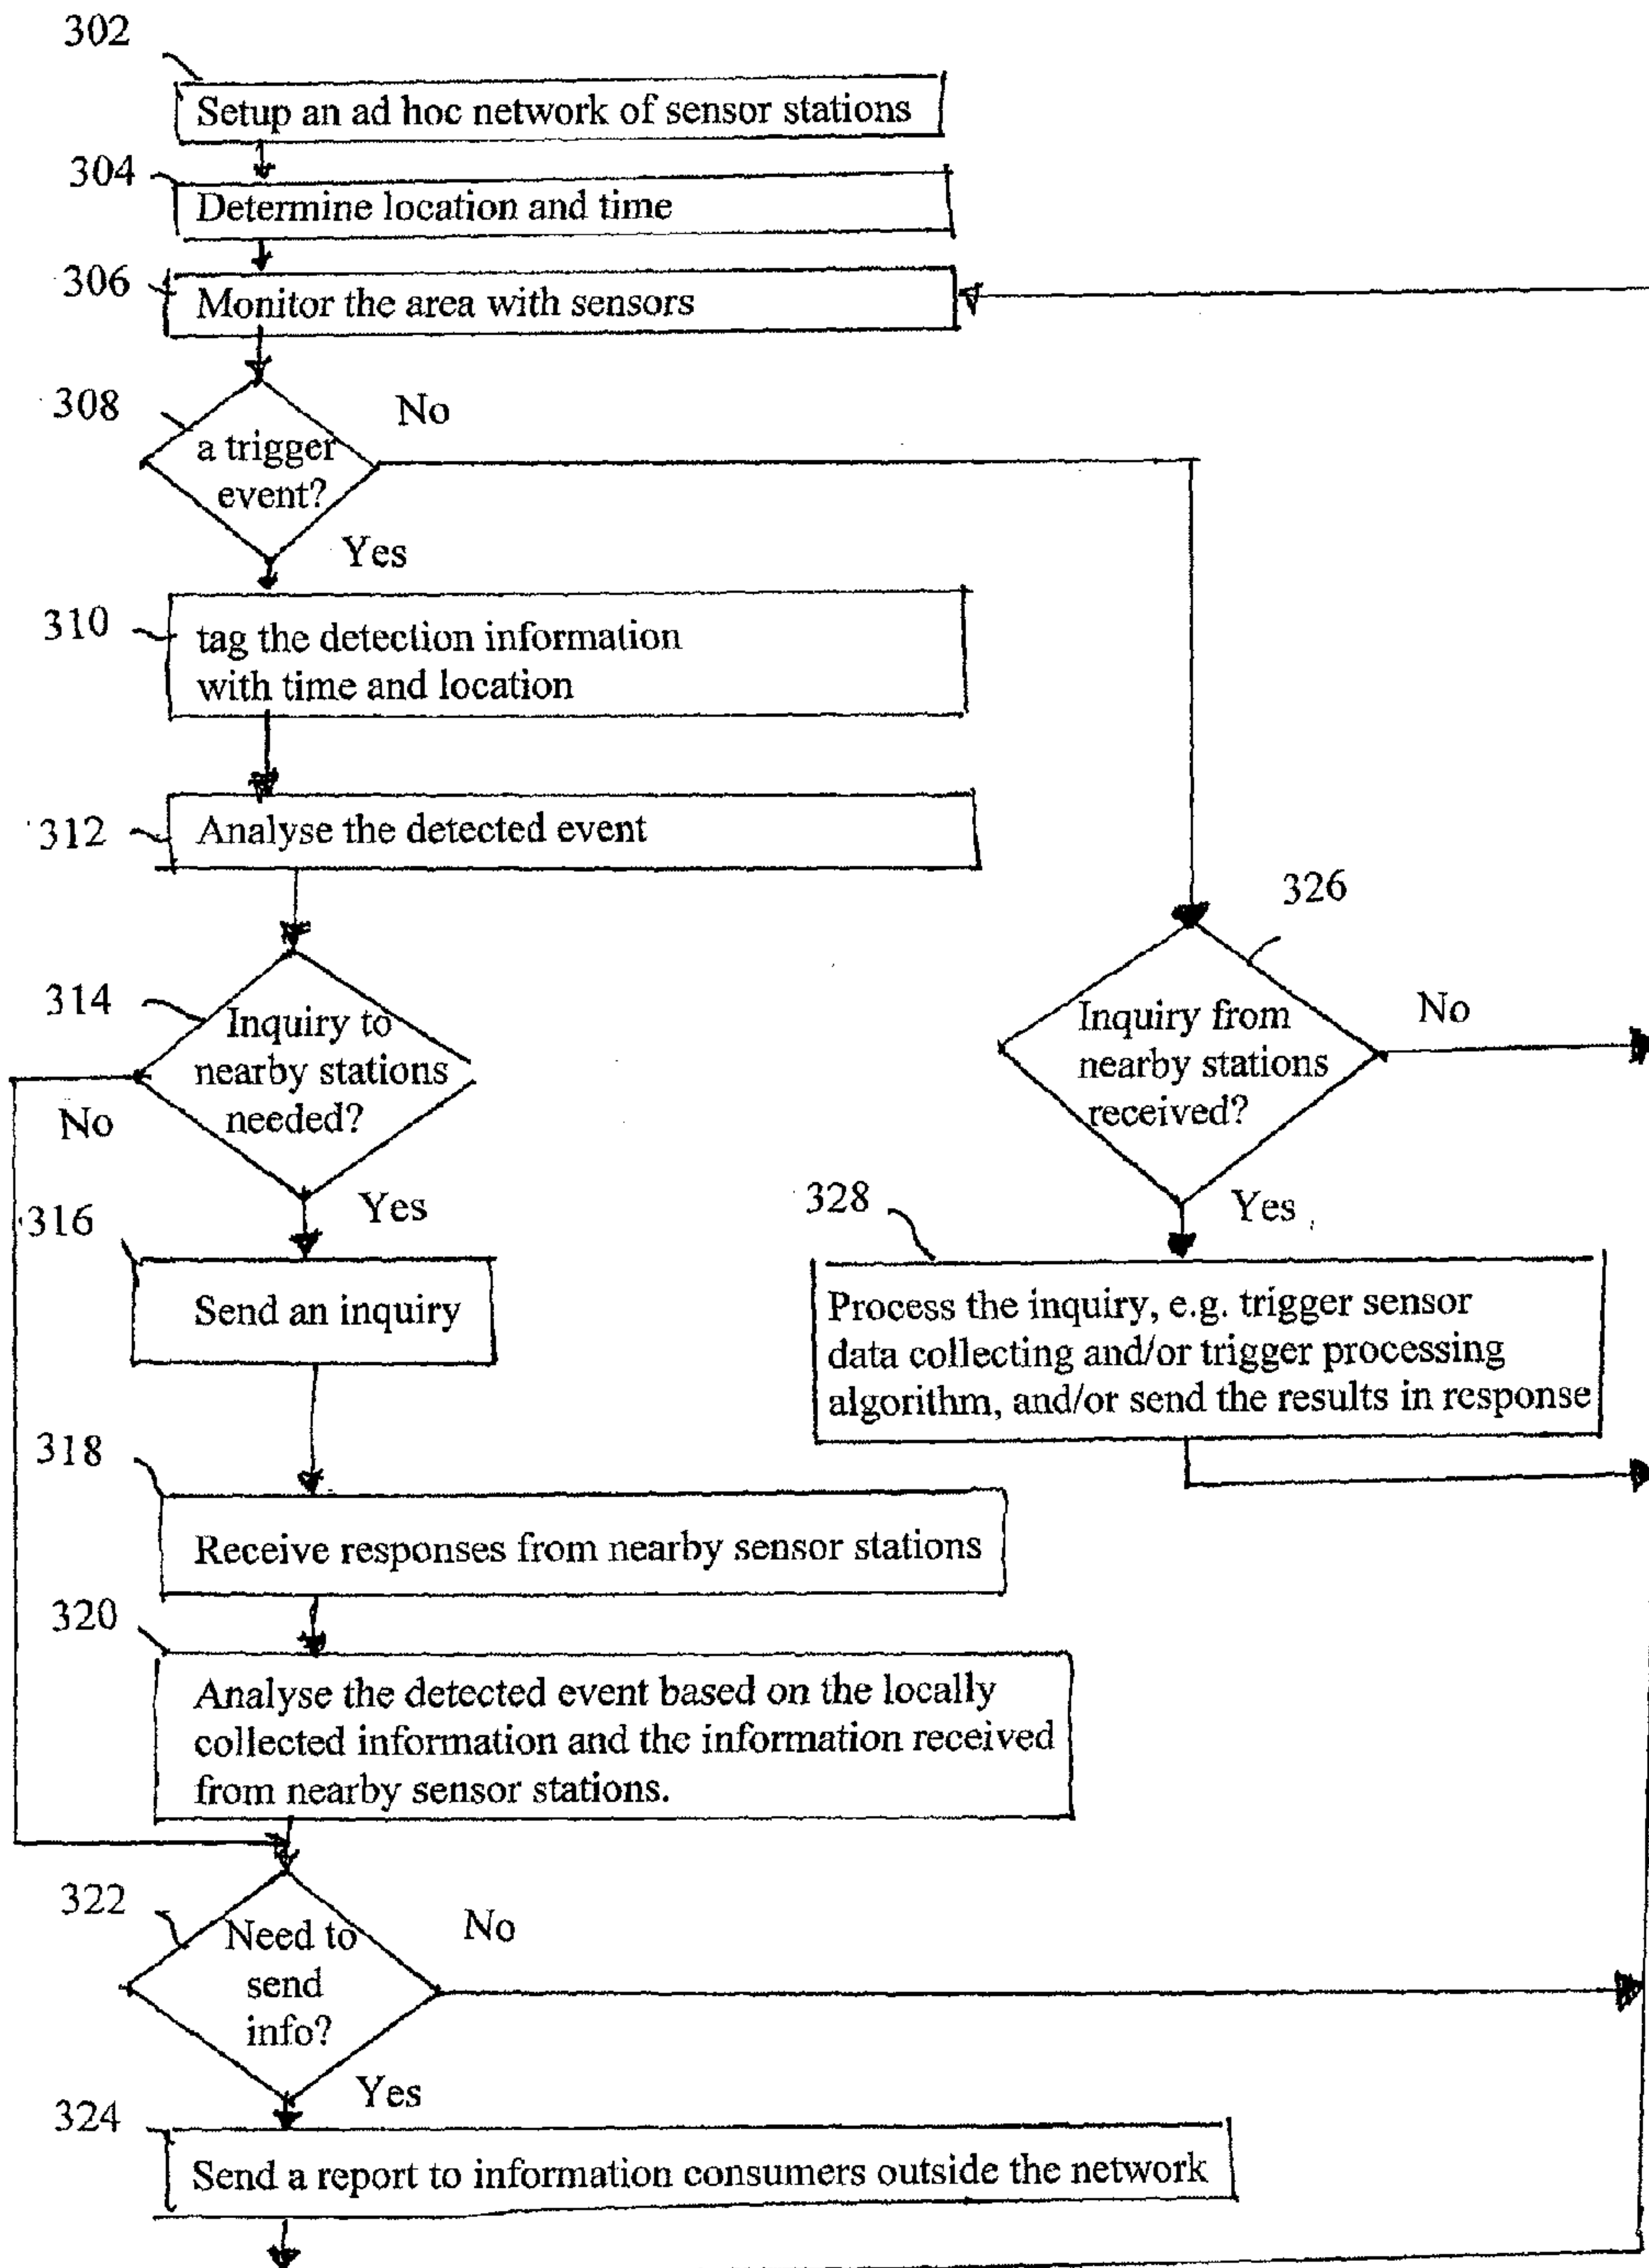 302
Setup an ad hoc network of sensor stations
304
Determine location and time
306
Monitor the area with sensors
308
No
a trigger
event?
Yes
310
tag the detection information
with time and location
312
Analyse the detected event
314
Inquiry to
nearby stations
needed?
No
Yes
316
Send an inquiry
318
Receive responses from nearby sensor stations
320
Analyse the detected event based on the locally
collected information and the information received
from nearby sensor stations.
322
Need to
send
info?
No
Yes
324
Send a report to information consumers outside the network
326
Inquiry from
nearby stations
received?
No
Yes
328
Process the inquiry, e.g. trigger sensor
data collecting and/or trigger processing
algorithm, and/or send the results in response